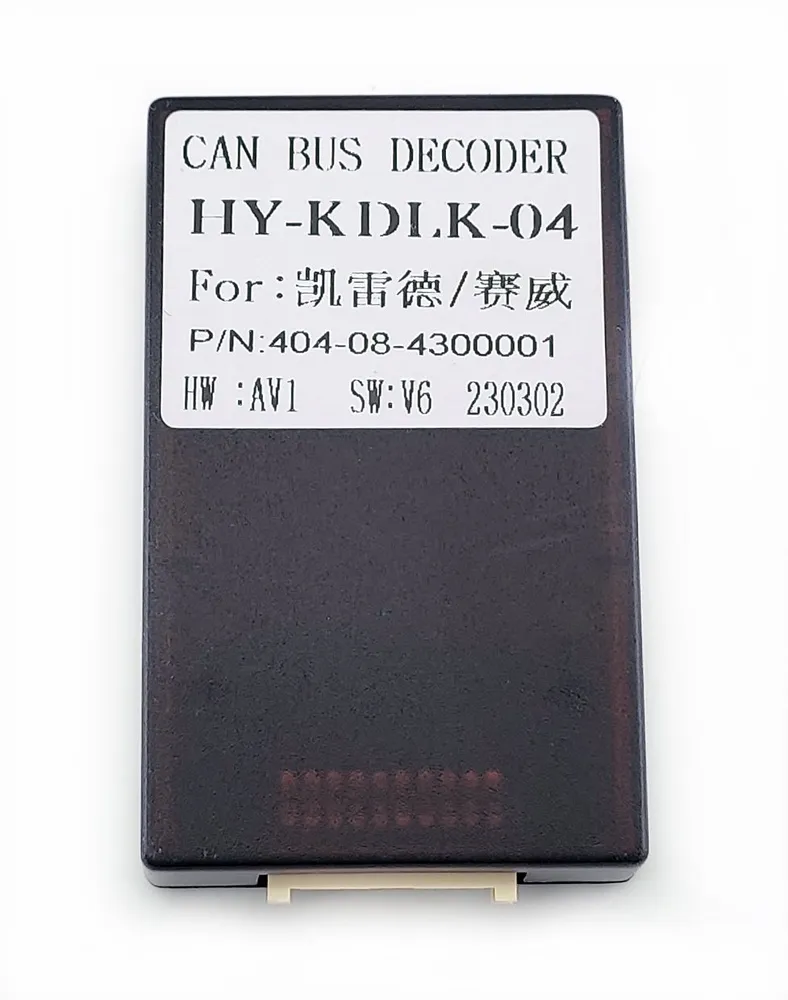 CAN BUS DECODER
HY-KDLK-04
For:凯雷德/赛威
P/N:404-08-4300001
HW :AV1 SW:V6 230302